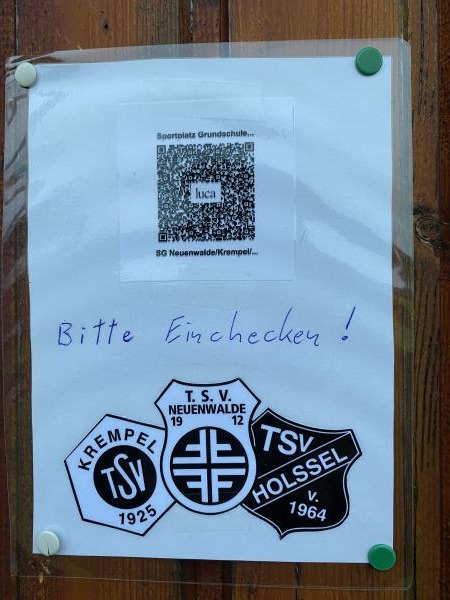 Sportplatz Grundschule...
luca
SG Neuenwalde/Krempel/...
Bitte Einchecken !
KREMPEL
TSV
1925
T. S. V.
NEUENWALDE
19 12
TSV
HOLSSEL
v.
1964